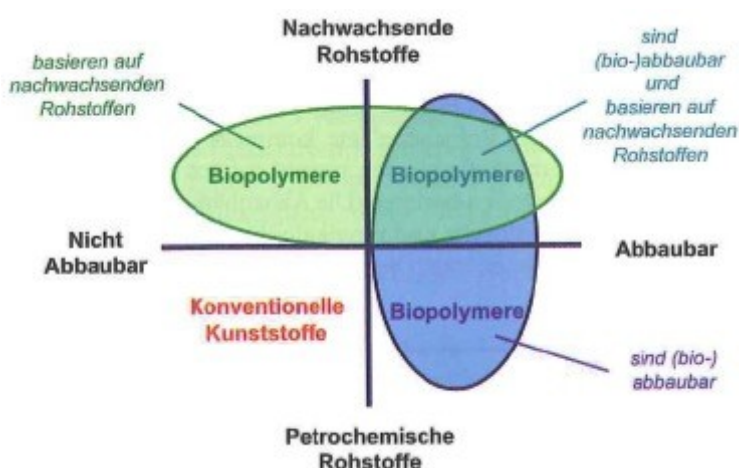 Nachwachsende
Rohstoffe
basieren auf
nachwachsenden
Rohstoffen
sind
(bio-)abbaubar
und
basieren auf
nachwachsenden
Rohstoffen
Biopolymere
Biopolymere
Nicht
Abbaubar
Abbaubar
Konventionelle
Kunststoffe
Biopolymere
sind (bio-)
abbaubar
Petrochemische
Rohstoffe